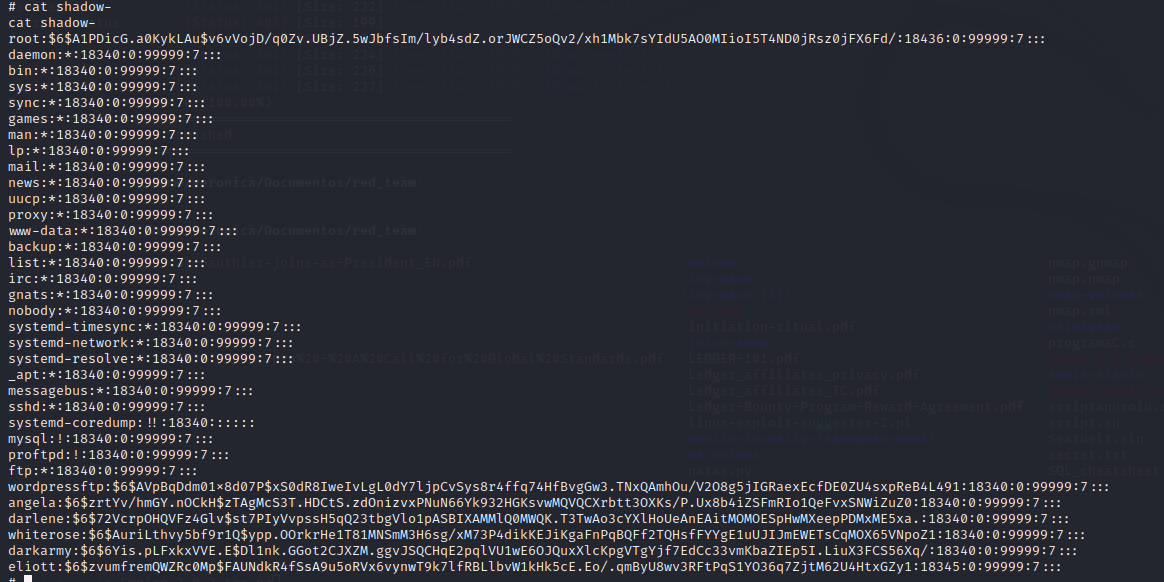 # cat shadow-
cat shadow-
root:$6$A1PDicG.a0KykLAu$v6vVojD/q0Zv.UBjZ.5wJbfsIm/lyb4sdZ.orJWCZ5oQv2/xh1Mbk7sYIdU5AO0MIioI5T4ND0jRsz0jFX6Fd/:18436:0:99999:7:::
daemon:*:18340:0:99999:7:::
bin:*:18340:0:99999:7:::
sys:*:18340:0:99999:7:::
sync:*:18340:0:99999:7:::
games:*:18340:0:99999:7:::
man:*:18340:0:99999:7:::
lp:*:18340:0:99999:7:::
mail:*:18340:0:99999:7:::
news:*:18340:0:99999:7:::
uucp:*:18340:0:99999:7:::
proxy:*:18340:0:99999:7:::
www-data:*:18340:0:99999:7:::
backup:*:18340:0:99999:7:::
list:*:18340:0:99999:7:::
irc:*:18340:0:99999:7:::
gnats:*:18340:0:99999:7:::
nobody:*:18340:0:99999:7:::
systemd-timesync:*:18340:0:99999:7:::
systemd-network:*:18340:0:99999:7:::
systemd-resolve:*:18340:0:99999:7:::
_apt:*:18340:0:99999:7:::
messagebus:*:18340:0:99999:7:::
sshd:*:18340:0:99999:7:::
systemd-coredump:!!:18340::::::
mysql:!:18340:0:99999:7:::
proftpd:!:18340:0:99999:7:::
ftp:*:18340:0:99999:7:::
wordpressftp:$6$AVpBqDdm01x8d07P$xS0dR8IweIvLgL0dY7ljpCvSys8r4ffq74HfBvgGw3.TNxQAmhOu/V2O8g5jIGRaexEcfDE0ZU4sxpReB4L491:18340:0:99999:7:::
angela:$6$zrtYv/hmGY.nOCkH$zTAgMcS3T.HDCtS.zdOnizvxPNuN66Yk932HGKsvwMQVQCXrbtt3OXKs/P.Ux8b4iZSFmRIo1QeFvxSNWiZuZ0:18340:0:99999:7:::
darlene:$6$72VcrpOHQVFz4Glv$st7PIyVvpssH5qQ23tbgVlo1pASBIXAMMlQ0MWQK.T3TwAo3cYXlHoUeAnEAitMOMOESpHwMXeepPDMxME5xa.:18340:0:99999:7:::
whiterose:$6$AuriLthvy5bf9r1Q$ypp.OOrkrHe1T81MNSmM3H6sg/xM73P4dikKEJiKgaFnPqBQFf2TQHsfFYYgE1uUJIJmEWETsCqMOX65VNpoZ1:18340:0:99999:7:::
darkarmy:$6$6Yis.pLFxkxVVE.E$Dl1nk.GGot2CJXZM.ggvJSQCHqE2pqlVU1wE6OJQuxXlcKpgVTgYjf7EdCc33vmKbaZIEp5I.LiuX3FCS56Xq/:18340:0:99999:7:::
eliott:$6$zvumfremQWZRc0Mp$FAUNdkR4fSsA9u5oRVx6vynwT9k7lfRBLlbvW1kHk5cE.Eo/.qmByU8wv3RFtPqS1YO36q7ZjtM62U4HtxGZy1:18345:0:99999:7:::
#